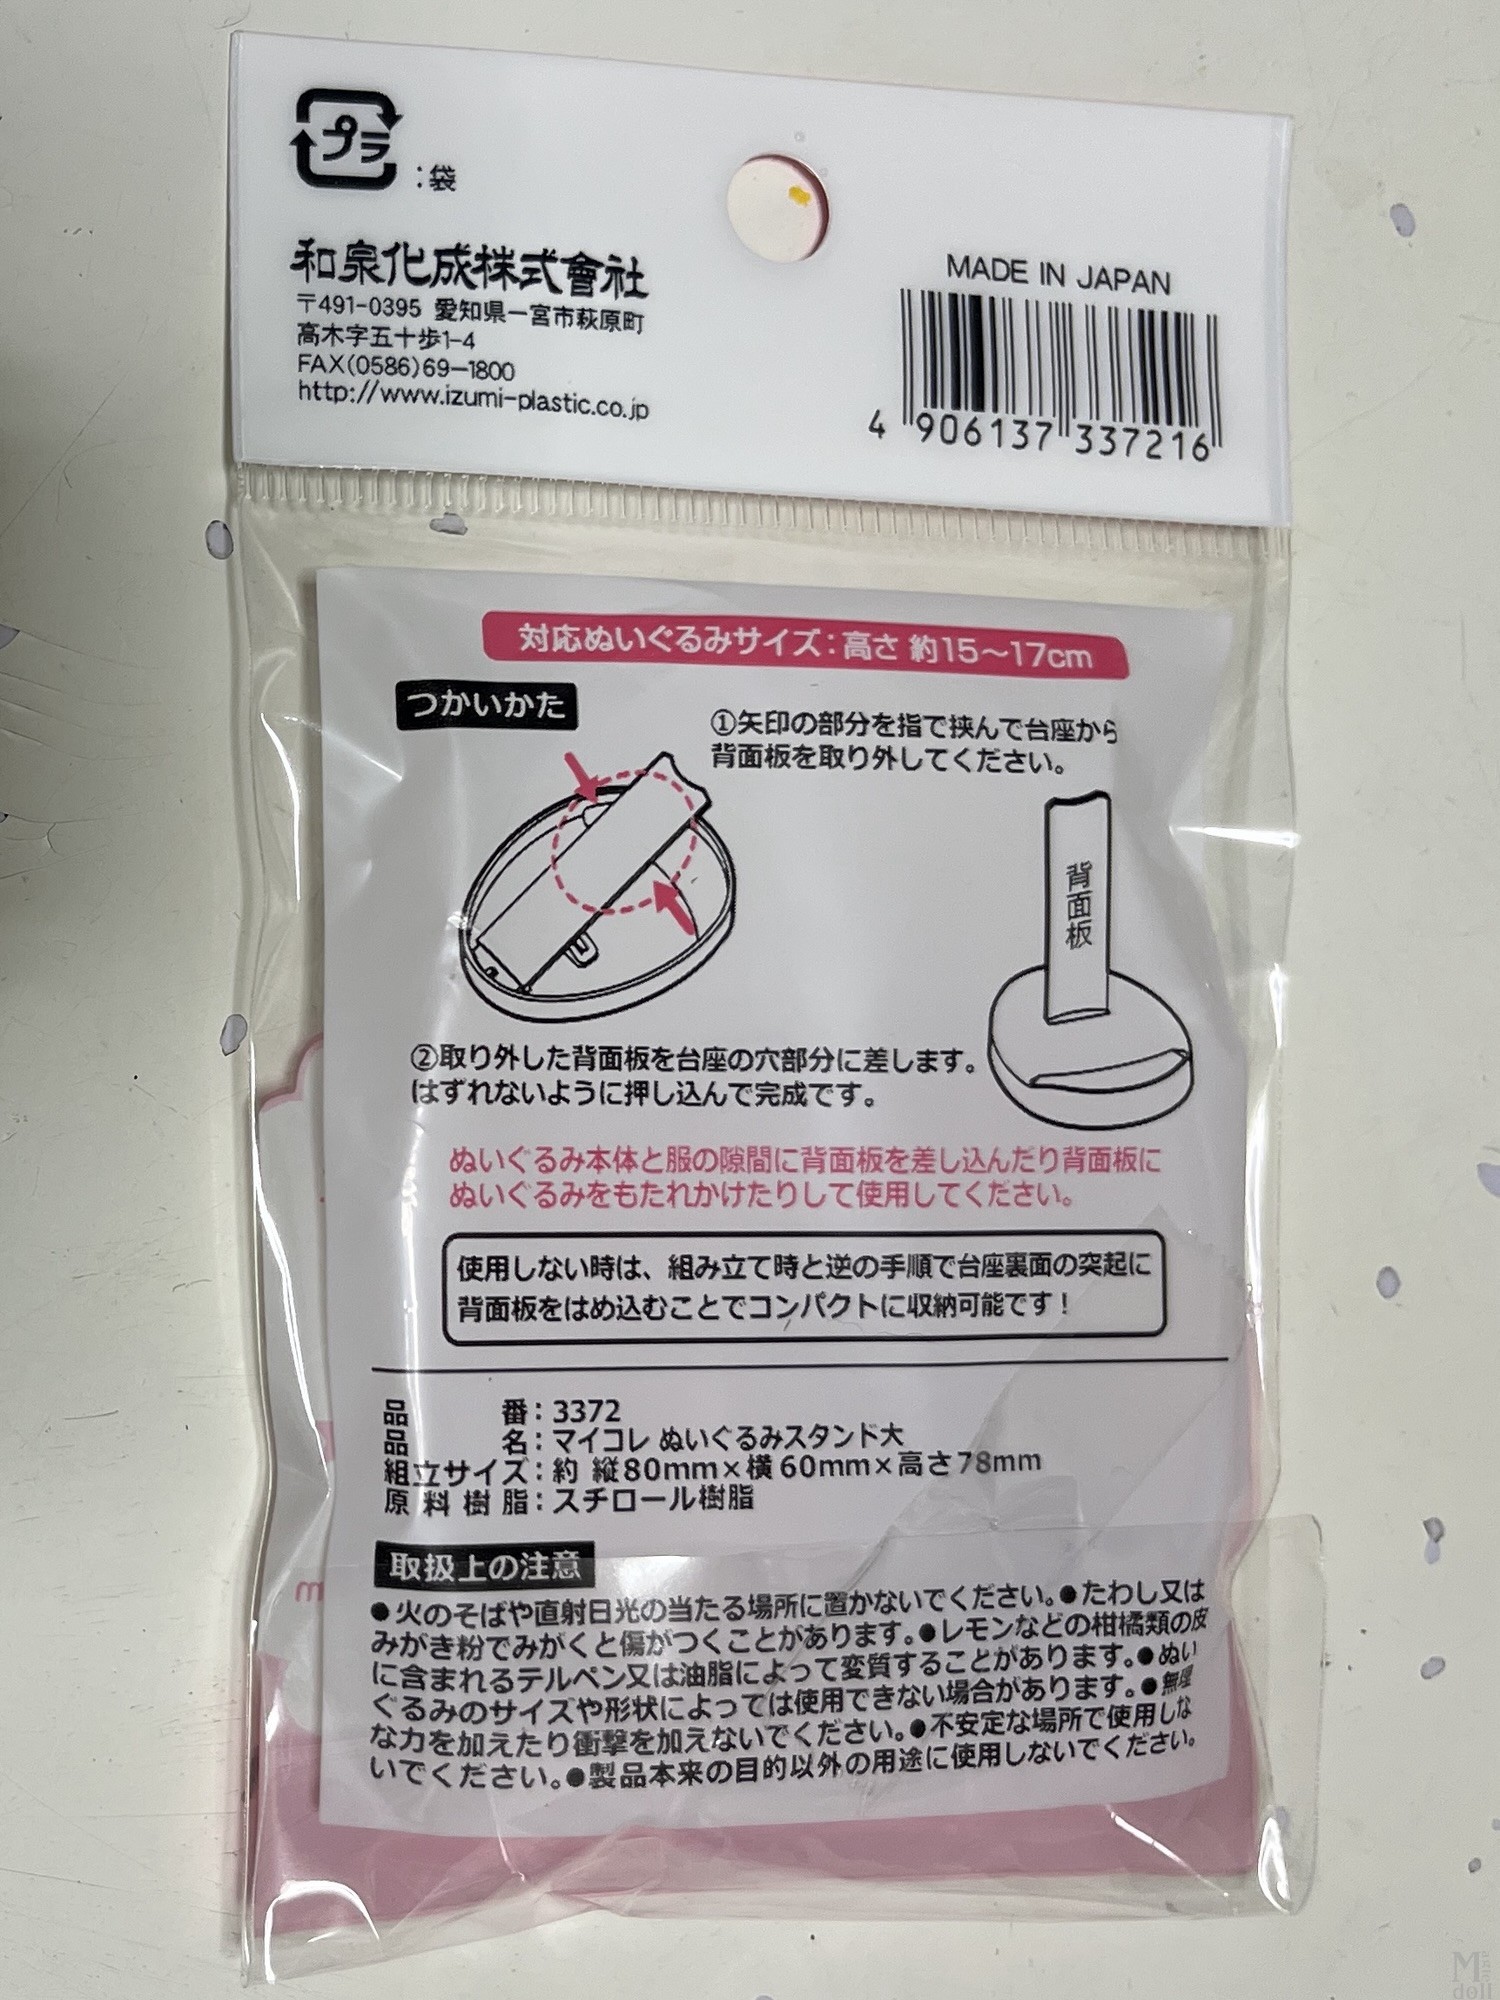 プラ
:袋
和泉化成株式會社
〒491-0395 愛知県一宮市萩原町
高木字五十歩1-4
FAX(0586)69-1800
http://www.izumi-plastic.co.jp
MADE IN JAPAN
4 906137 337216
対応ぬいぐるみサイズ:高さ 約15～17cm
つかいかた
①矢印の部分を指で挟んで台座から
背面板を取り外してください。
背面板
②取り外した背面板を台座の穴部分に差します。
はずれないように押し込んで完成です。
ぬいぐるみ本体と服の隙間に背面板を差し込んだり背面板に
ぬいぐるみをもたれかけたりして使用してください。
使用しない時は、組み立て時と逆の手順で台座裏面の突起に
背面板をはめ込むことでコンパクトに収納可能です!
品番:3372
品名:マイコレ ぬいぐるみスタンド大
組立サイズ:約 縦80mm×横60mm×高さ78mm
原料樹脂:スチロール樹脂
取扱上の注意
●火のそばや直射日光の当たる場所に置かないでください。●たわし又は
みがき粉でみがくと傷がつくことがあります。●レモンなどの柑橘類の皮
に含まれるテルペン又は油脂によって変質することがあります。●ぬい
ぐるみのサイズや形状によっては使用できない場合があります。●無理
な力を加えたり衝撃を加えないでください。●不安定な場所で使用しな
いでください。●製品本来の目的以外の用途に使用しないでください。
m